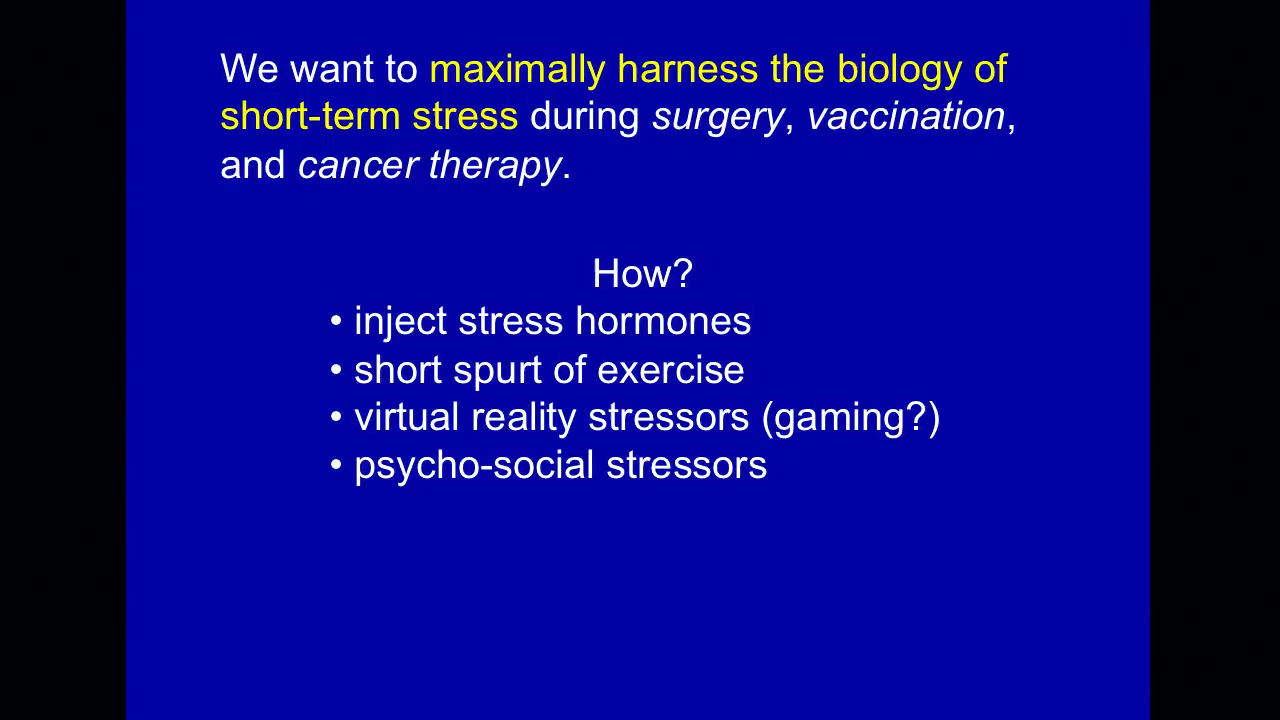 We want to maximally harness the biology of
short-term stress during surgery, vaccination,
and cancer therapy.
How?
• inject stress hormones
• short spurt of exercise
• virtual reality stressors (gaming?)
• psycho-social stressors